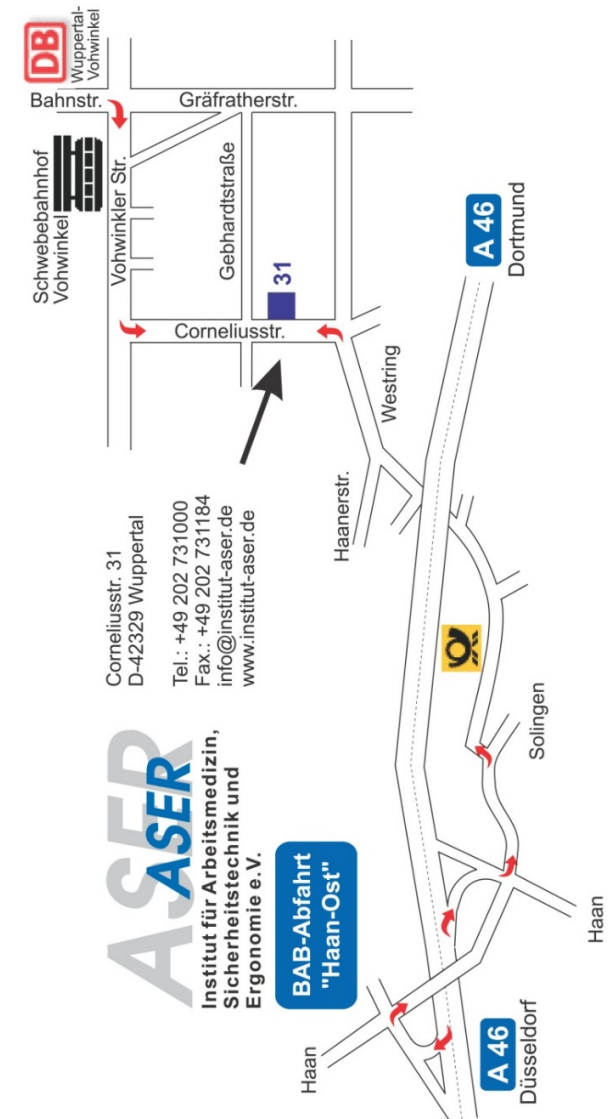 ASER
ASER
Institut für Arbeitsmedizin,
Sicherheitstechnik und
Ergonomie e.V.
Corneliusstr. 31
D-42329 Wuppertal
Tel.: +49 202 731000
Fax.: +49 202 731184
info@institut-aser.de
www.institut-aser.de
Schwebebahnhof
Vohwinkel
DB
Wuppertal-
Vohwinkel
Bahnstr.
Vohwinkler Str.
Gräfratherstr.
Gebhardtstraße
Corneliusstr.
31
Haanerstr.
Westring
BAB-Abfahrt
"Haan-Ost"
Haan
A 46
Düsseldorf
Haan
Solingen
A 46
Dortmund